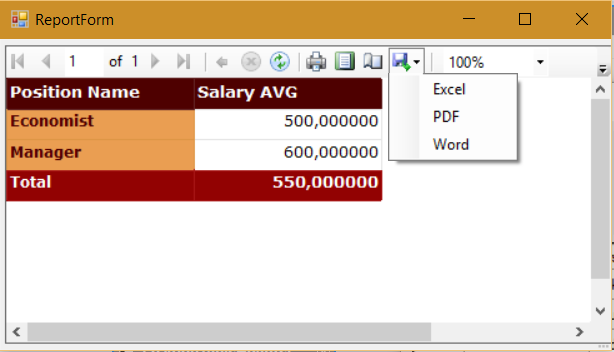 ReportForm
1 of 1 100%
Excel
PDF
Word
Position Name Salary AVG
Economist 500,000000
Manager 600,000000
Total 550,000000